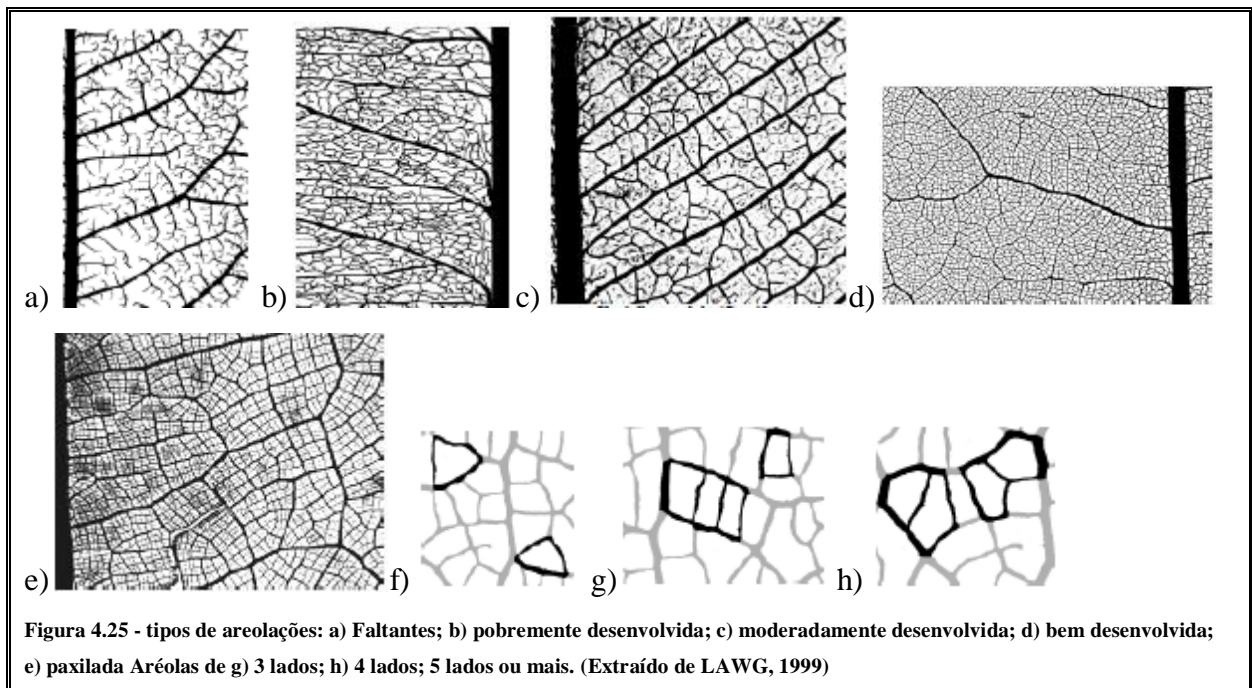 a) b) c) d)
e) f) g) h)
Figura 4.25 - tipos de areolações: a) Faltantes; b) pobremente desenvolvida; c) moderadamente desenvolvida; d) bem desenvolvida;
e) paxilada Aréolas de g) 3 lados; h) 4 lados; 5 lados ou mais. (Extraído de LAWG, 1999)